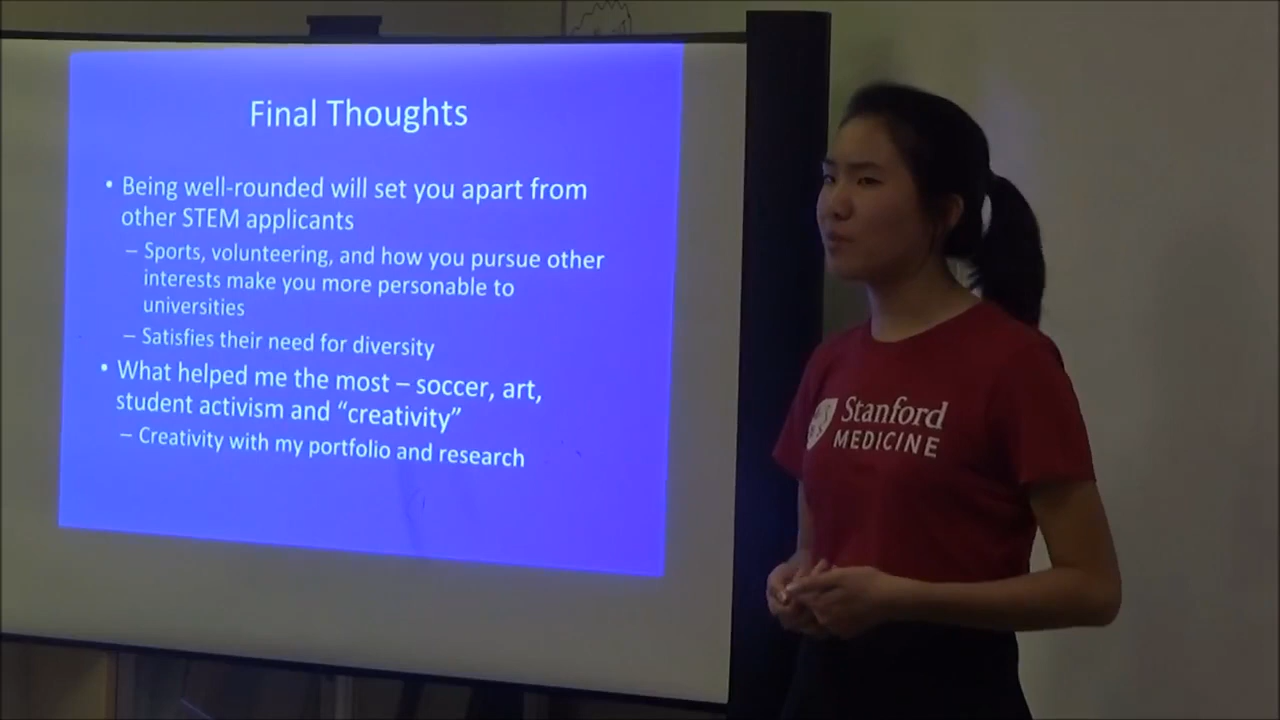 Final Thoughts
• Being well-rounded will set you apart from
other STEM applicants
– Sports, volunteering, and how you pursue other
interests make you more personable to
universities
– Satisfies their need for diversity
• What helped me the most – soccer, art,
student activism and “creativity”
– Creativity with my portfolio and research
Stanford
MEDICINE